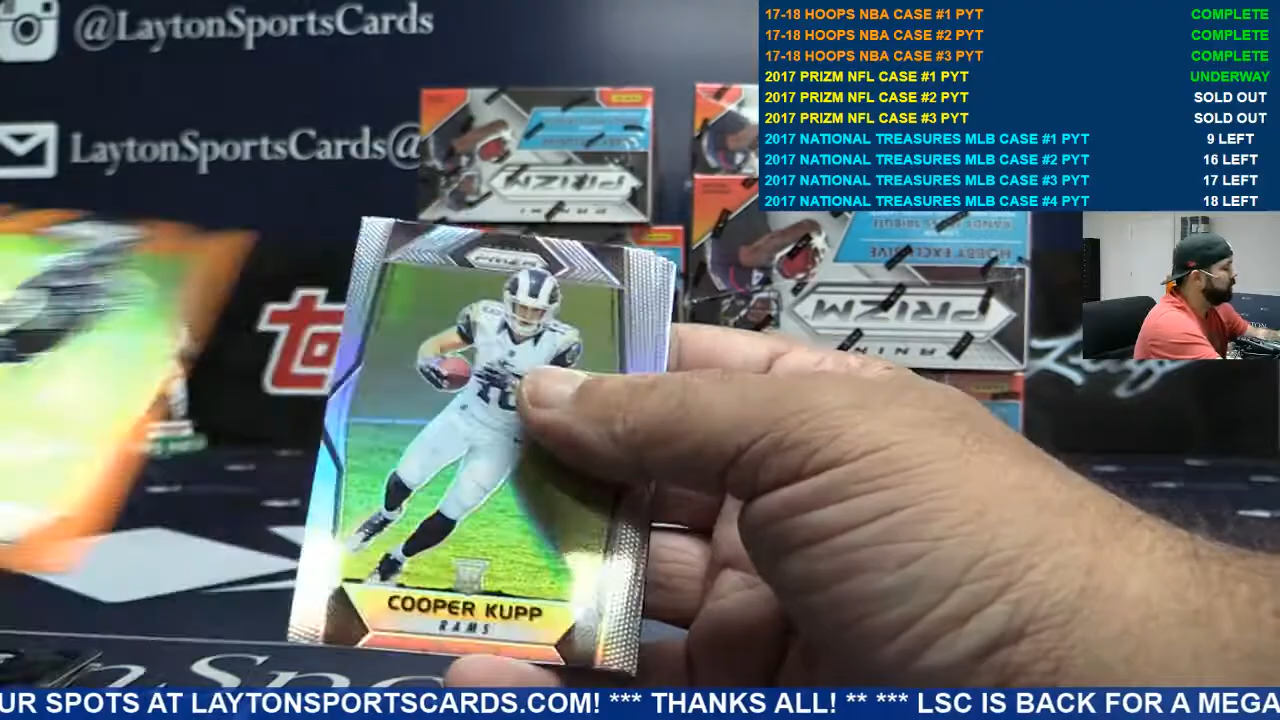 @LaytonSportsCards
LaytonSportsCards@
17-18 HOOPS NBA CASE #1 PYT COMPLETE
17-18 HOOPS NBA CASE #2 PYT COMPLETE
17-18 HOOPS NBA CASE #3 PYT COMPLETE
2017 PRIZM NFL CASE #1 PYT UNDERWAY
2017 PRIZM NFL CASE #2 PYT SOLD OUT
2017 PRIZM NFL CASE #3 PYT SOLD OUT
2017 NATIONAL TREASURES MLB CASE #1 PYT 9 LEFT
2017 NATIONAL TREASURES MLB CASE #2 PYT 16 LEFT
2017 NATIONAL TREASURES MLB CASE #3 PYT 17 LEFT
2017 NATIONAL TREASURES MLB CASE #4 PYT 18 LEFT
PRIZM
HOBBY EXCLUSIVE
PANINI
PRIZM
PRIZM
COOPER KUPP
RAMS
UR SPOTS AT LAYTONSPORTSCARDS.COM! *** THANKS ALL! ** *** LSC IS BACK FOR A MEGA